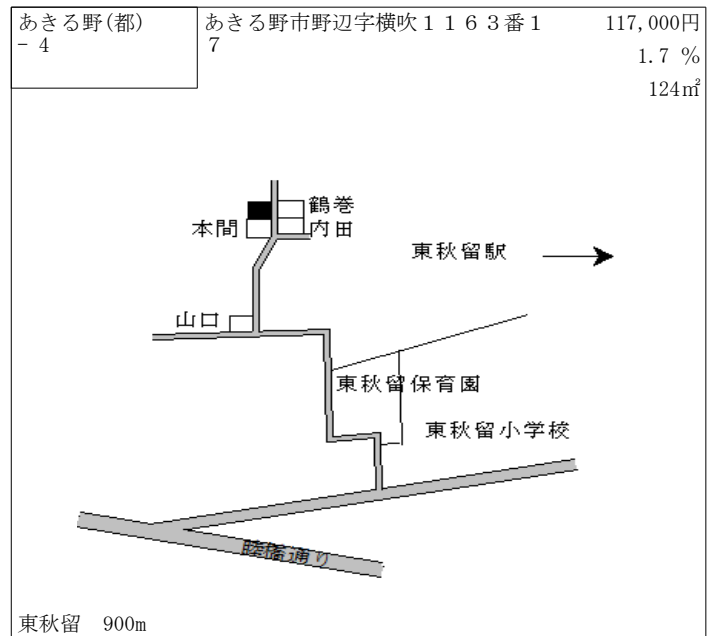 あきる野(都)
- 4
あきる野市野辺字横吹１１６３番１
7
117,000円
1.7 %
124㎡
鶴巻
本間
内田
東秋留駅
山口
東秋留保育園
東秋留小学校
睦橋通り
東秋留 900m